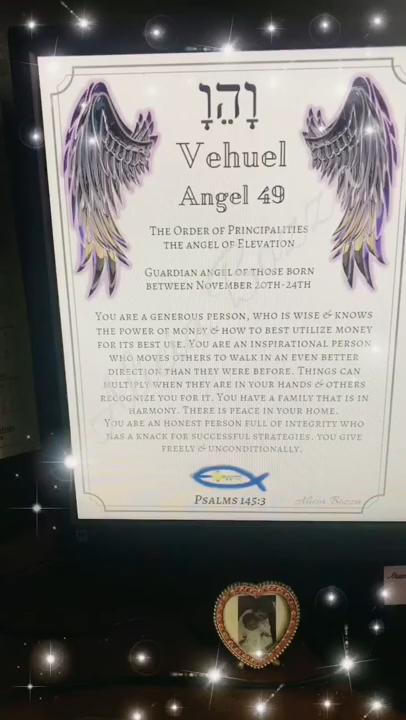 וָהֵוָ
Vehuel
Angel 49
The Order of Principalities
the angel of Elevation
Guardian angel of those born
between November 20th-24th
You are a generous person, who is wise & knows
the power of money & how to best utilize money
for its best use. You are an inspirational person
who moves others to walk in an even better
direction than they were before. Things can
multiply when they are in your hands & others
recognize you for it. You have a family that is in
harmony. There is peace in your home.
You are an honest person full of integrity who
has a knack for successful strategies. You give
freely & unconditionally.
Psalms 145:3
Alicia Bozza